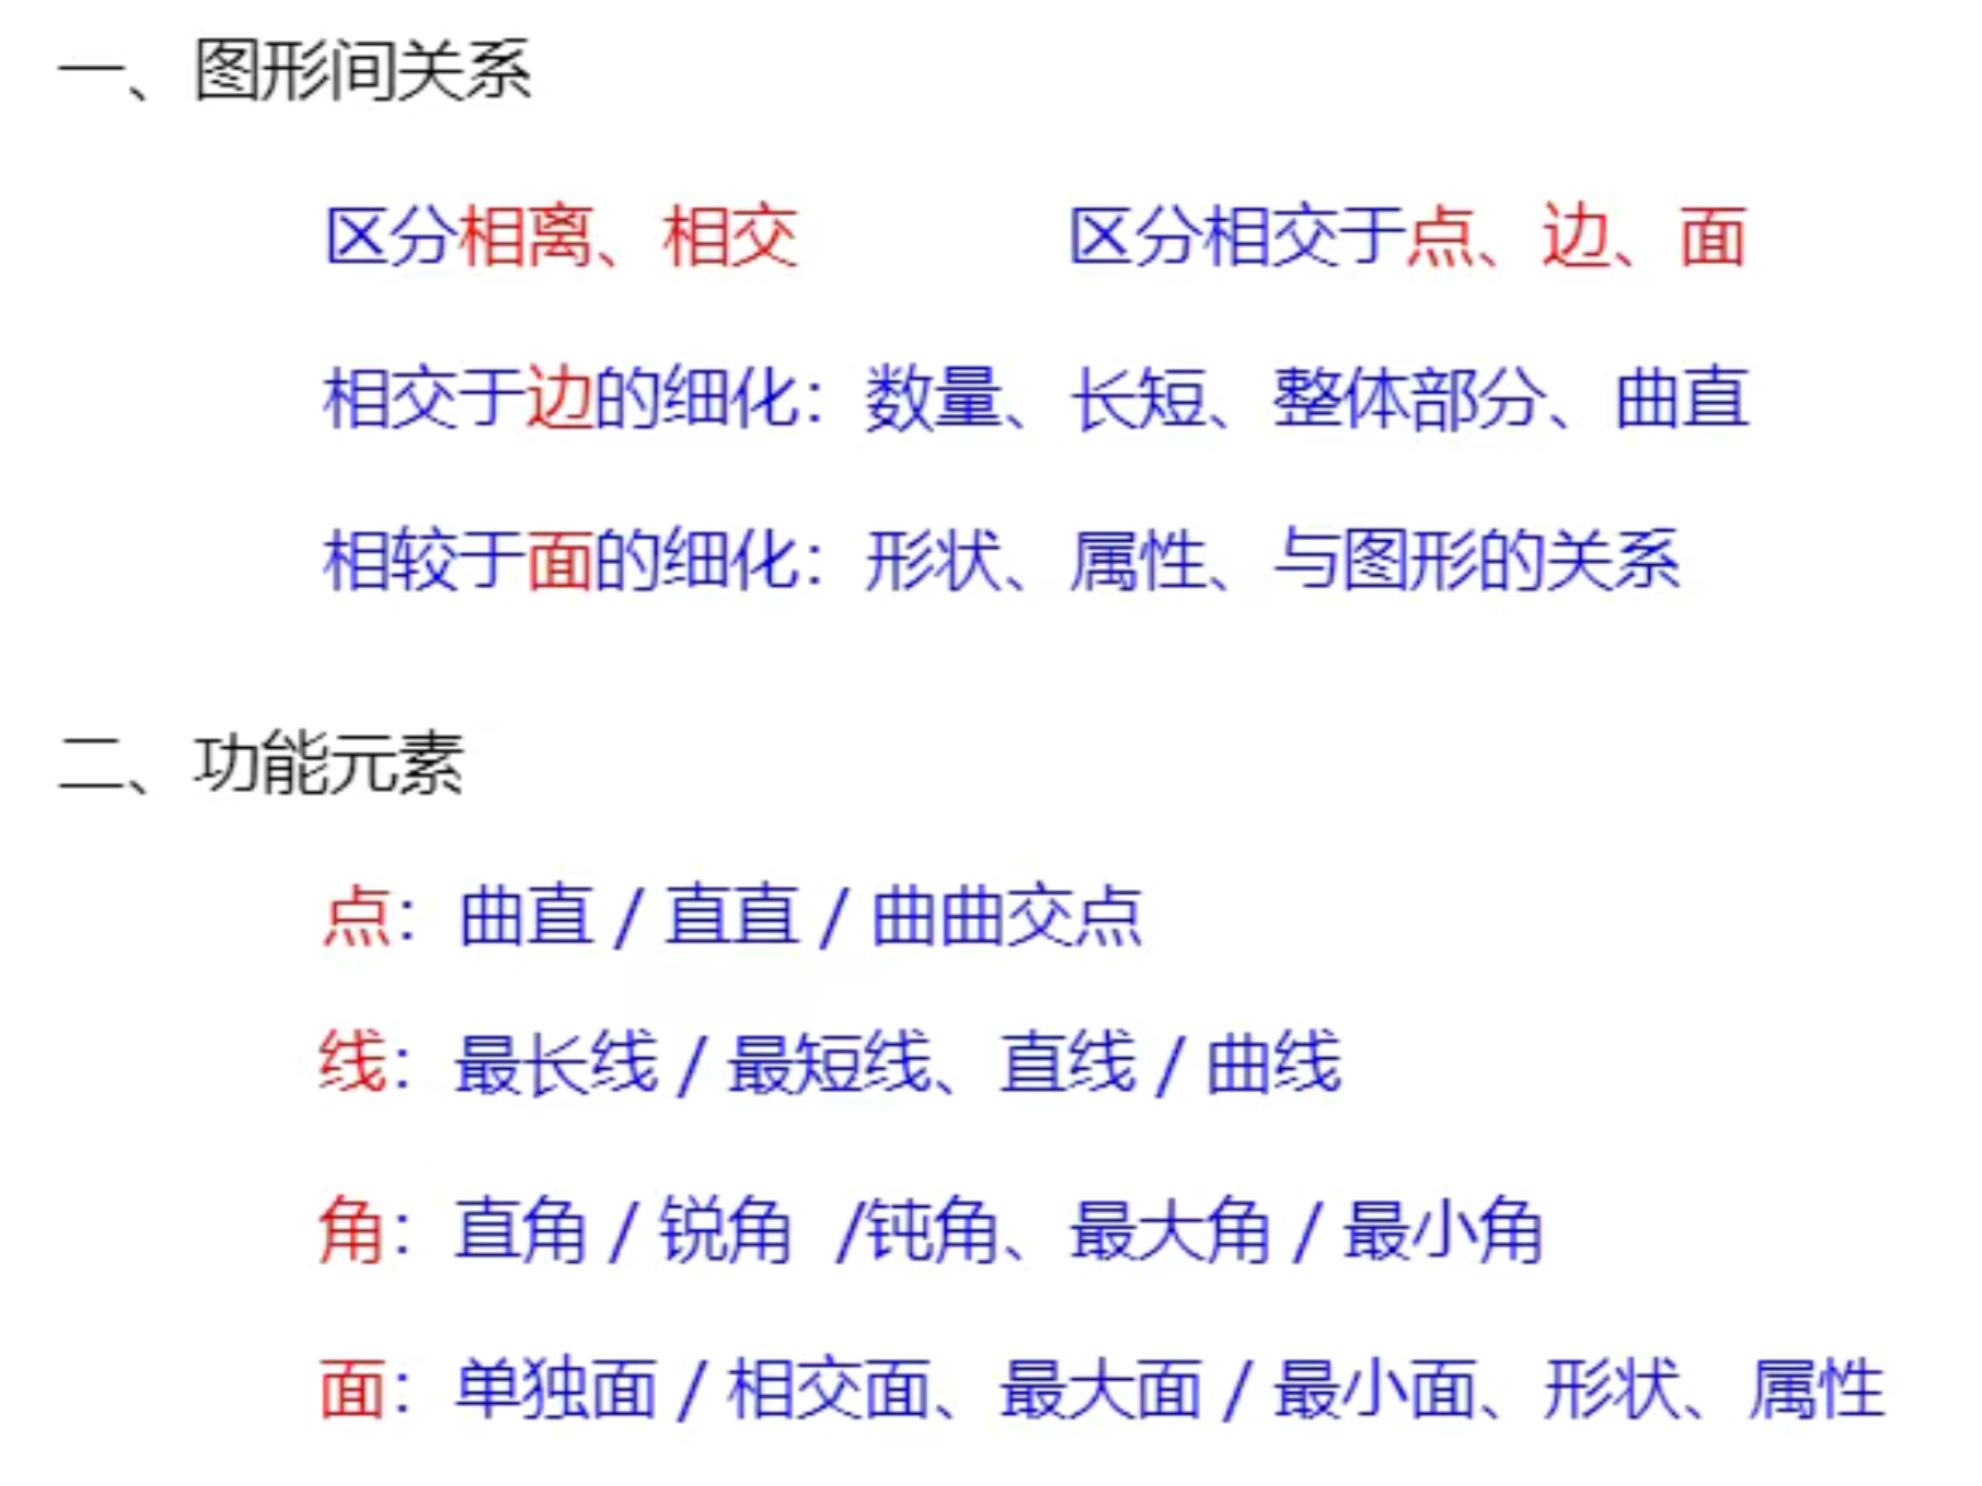 一、图形间关系
区分相离、相交 区分相交于点、边、面
相交于边的细化：数量、长短、整体部分、曲直
相较于面的细化：形状、属性、与图形的关系
二、功能元素
点：曲直 / 直直 / 曲曲交点
线：最长线 / 最短线、直线 / 曲线
角：直角 / 锐角 /钝角、最大角 / 最小角
面：单独面 / 相交面、最大面 / 最小面、形状、属性